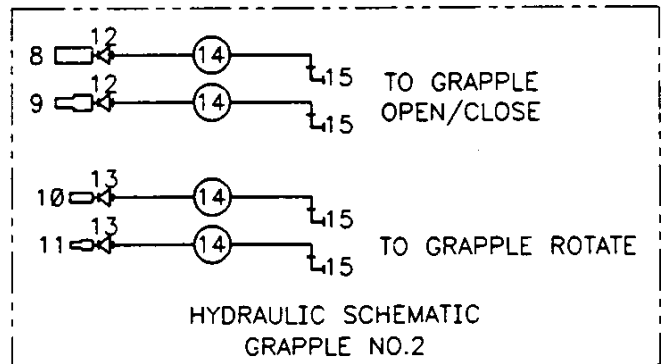 12
8 14 15
12
9 14 15
TO GRAPPLE
OPEN/CLOSE
13
10 14 15
13
11 14 15
TO GRAPPLE ROTATE
HYDRAULIC SCHEMATIC
GRAPPLE NO.2